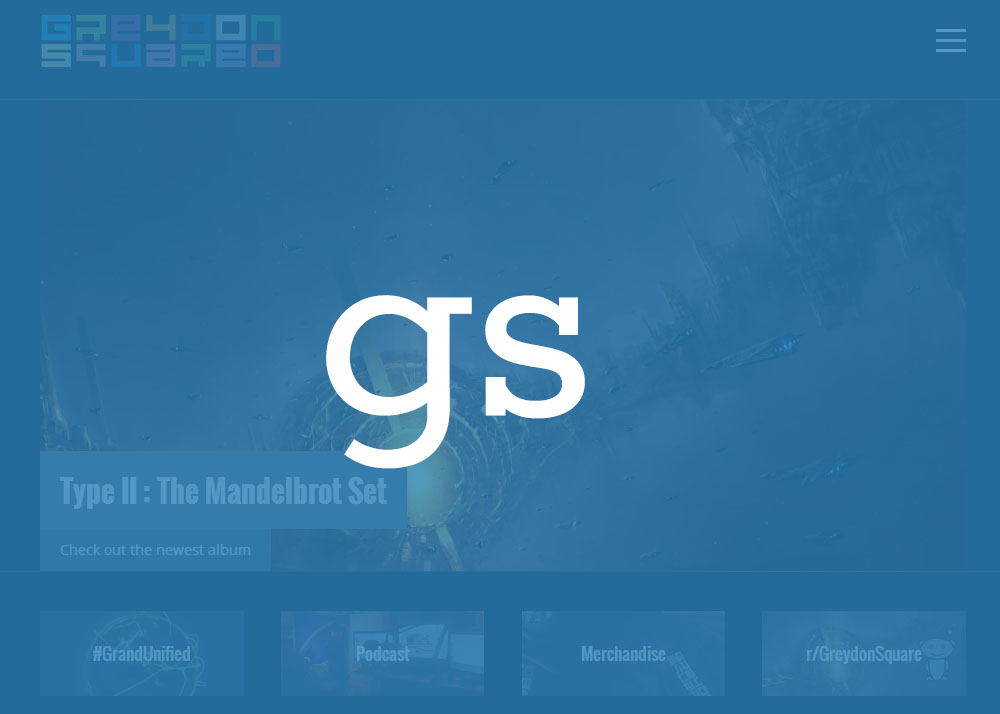 GREYDON
SQUARED
gs
Type II : The Mandelbrot Set
Check out the newest album
#GrandUnified
Podcast
Merchandise
r/GreydonSquare